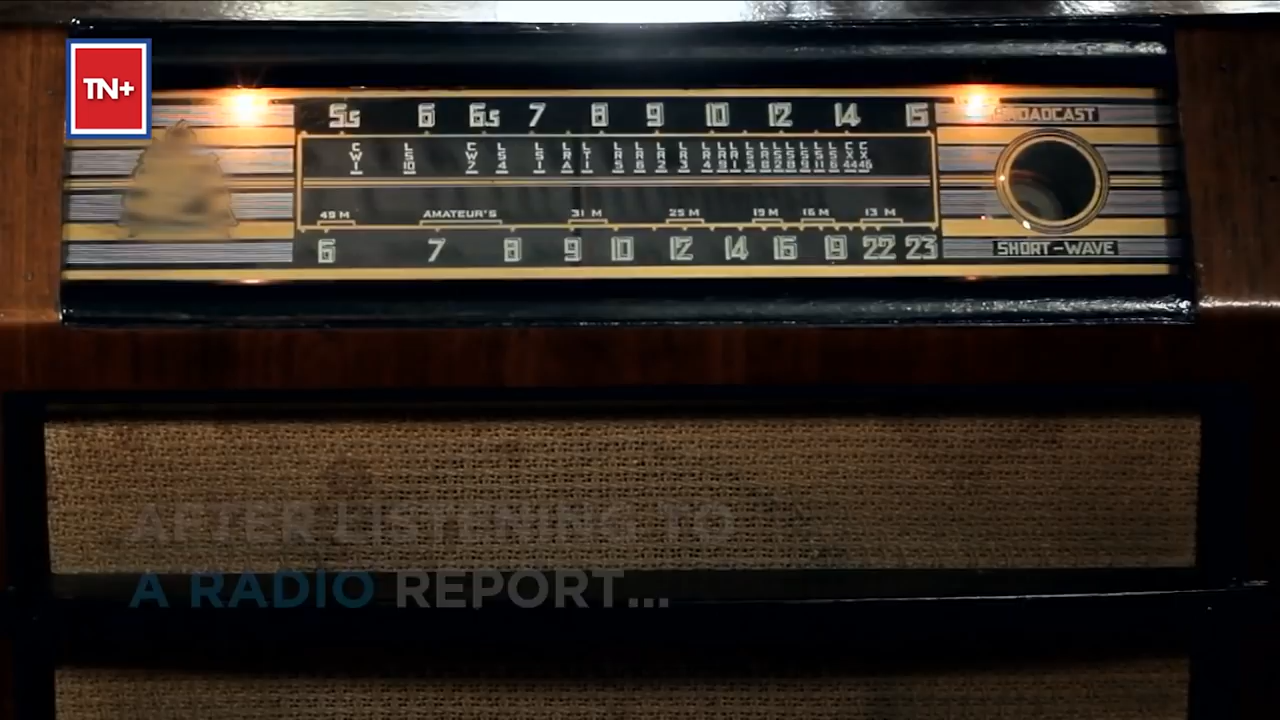 TN+
5.5 6 6.5 7 8 9 10 12 14 15
BROADCAST
49 M AMATEUR'S 31 M 25 M 19 M 16 M 13 M
6 7 8 9 10 12 14 16 19 22 23
SHORT-WAVE
AFTER LISTENING TO
A RADIO REPORT...